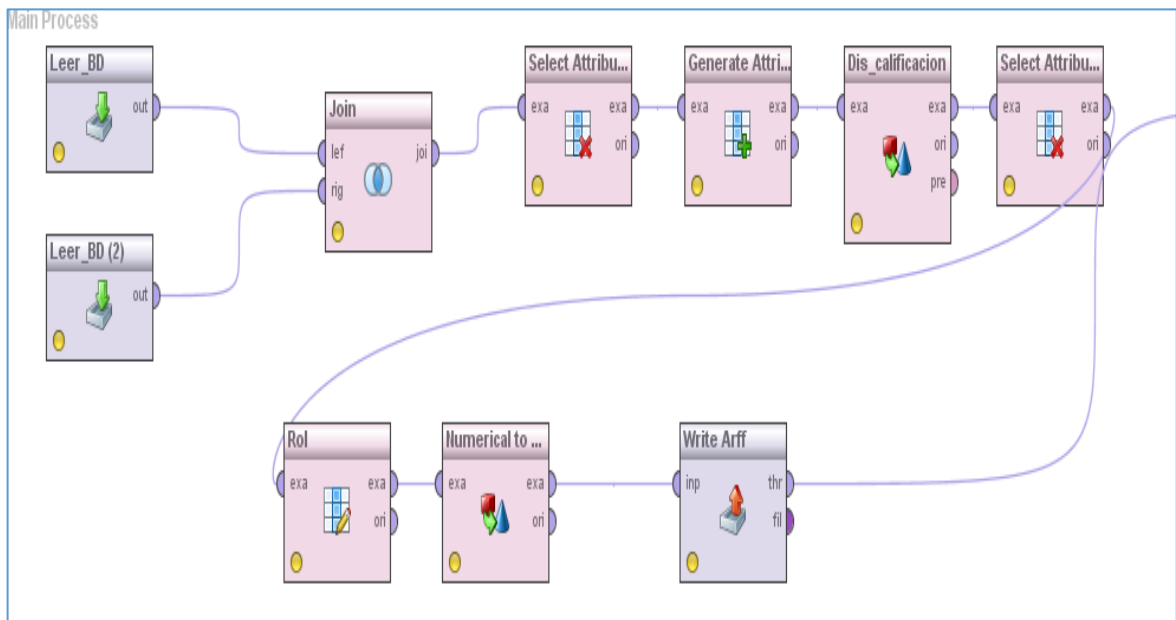 Main Process
Leer_BD
out
Join
lef
joi
rig
Leer_BD (2)
out
Select Attribu...
exa
exa
ori
Generate Attri...
exa
exa
ori
Dis_calificacion
exa
exa
ori
pre
Select Attribu...
exa
exa
ori
Rol
exa
exa
ori
Numerical to ...
exa
exa
ori
Write Arff
inp
thr
fil